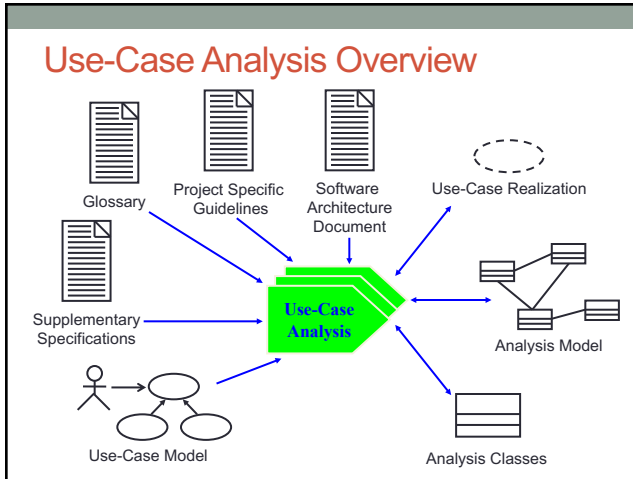 Use-Case Analysis Overview
Glossary
Project Specific
Guidelines
Software
Architecture
Document
Use-Case Realization
Supplementary
Specifications
Use-Case
Analysis
Analysis Model
Use-Case Model
Analysis Classes